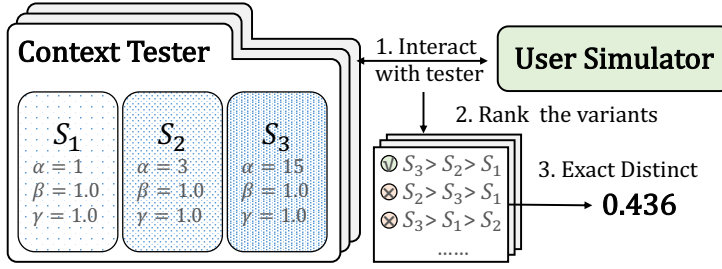 Context Tester
S1
α = 1
β = 1.0
γ = 1.0
S2
α = 3
β = 1.0
γ = 1.0
S3
α = 15
β = 1.0
γ = 1.0
1. Interact
with tester
User Simulator
2. Rank the variants
S3 > S2 > S1
S2 > S3 > S1
S3 > S1 > S2
......
3. Exact Distinct
0.436